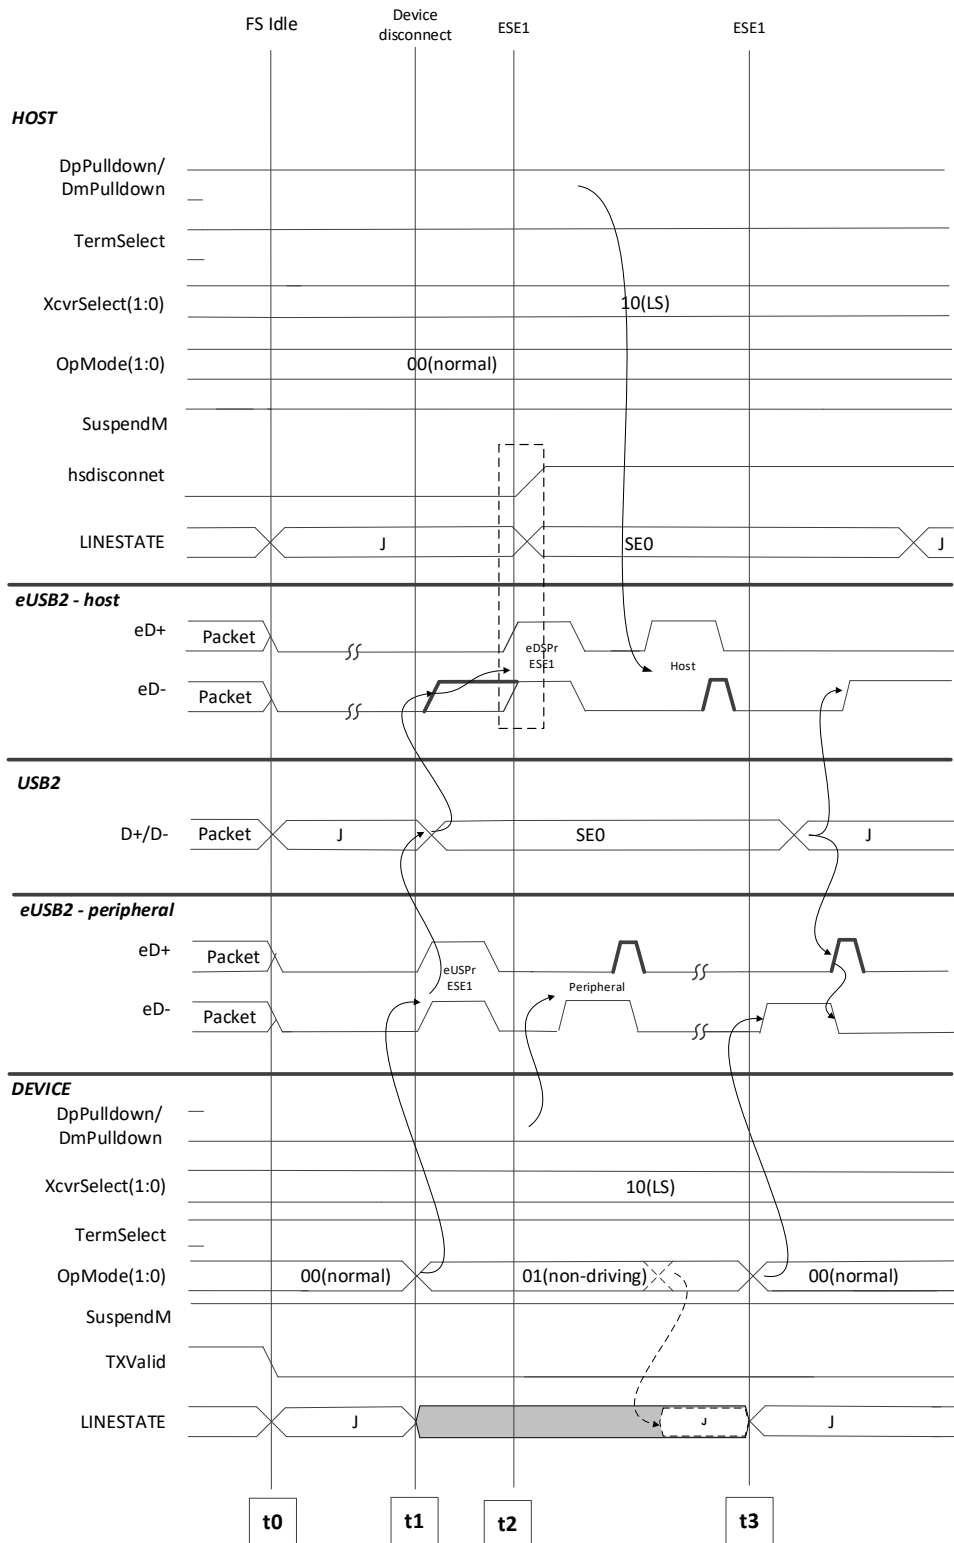 FS Idle
Device
disconnect
ESE1
ESE1
HOST
DpPulldown/
DmPulldown
TermSelect
XcvrSelect(1:0)
10(LS)
OpMode(1:0)
00(normal)
SuspendM
hsdisconnet
LINESTATE
J
SE0
J
eUSB2 - host
eD+
Packet
eDSPr
ESE1
Host
eD-
Packet
USB2
D+/D-
Packet
J
SE0
J
eUSB2 - peripheral
eD+
Packet
eUSPr
ESE1
Peripheral
eD-
Packet
DEVICE
DpPulldown/
DmPulldown
XcvrSelect(1:0)
10(LS)
TermSelect
OpMode(1:0)
00(normal)
01(non-driving)
00(normal)
SuspendM
TXValid
LINESTATE
J
J
J
t0
t1
t2
t3